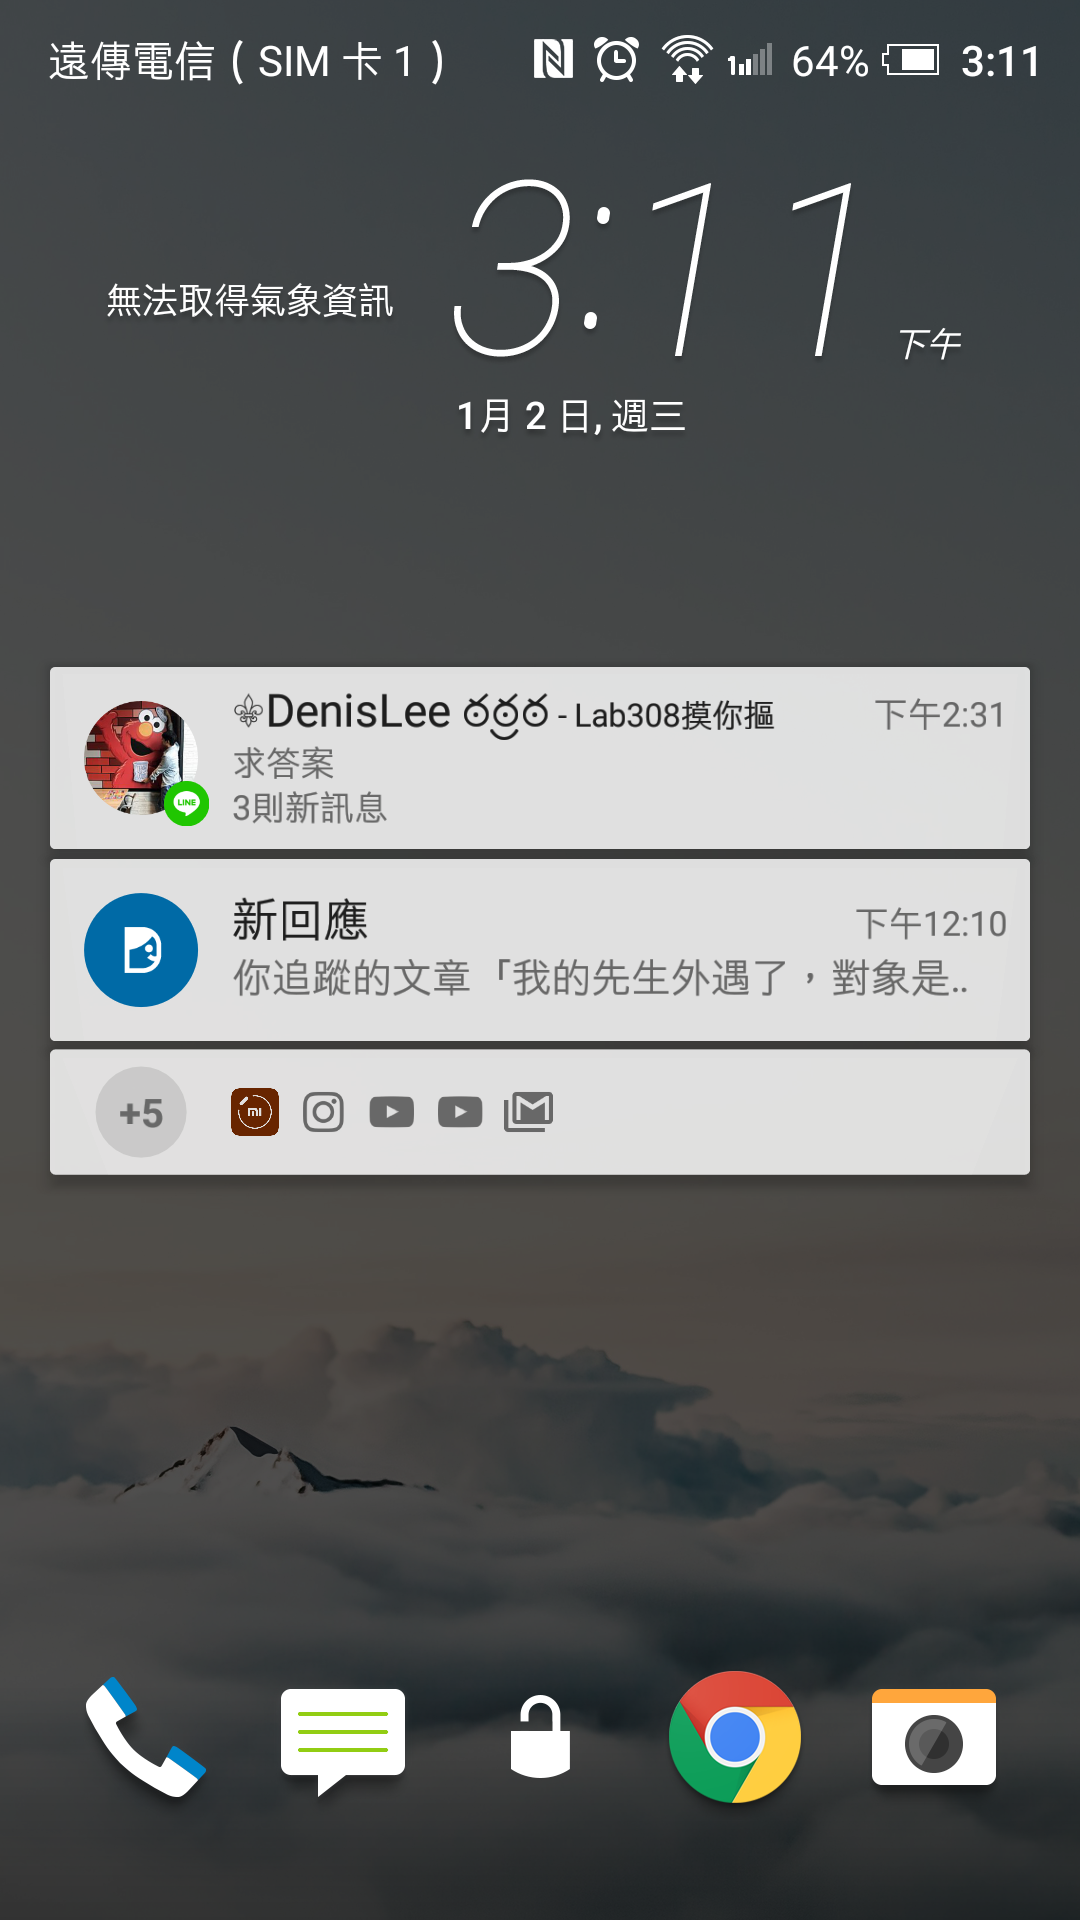 遠傳電信 ( SIM 卡 1 )
64%
3:11
3:11
無法取得氣象資訊
下午
1月 2 日, 週三
⚜DenisLee ర​ి​ర - Lab308摸你摳
下午2:31
求答案
LINE
3則新訊息
新回應
下午12:10
你追蹤的文章「我的先生外遇了，對象是..
+5
MI